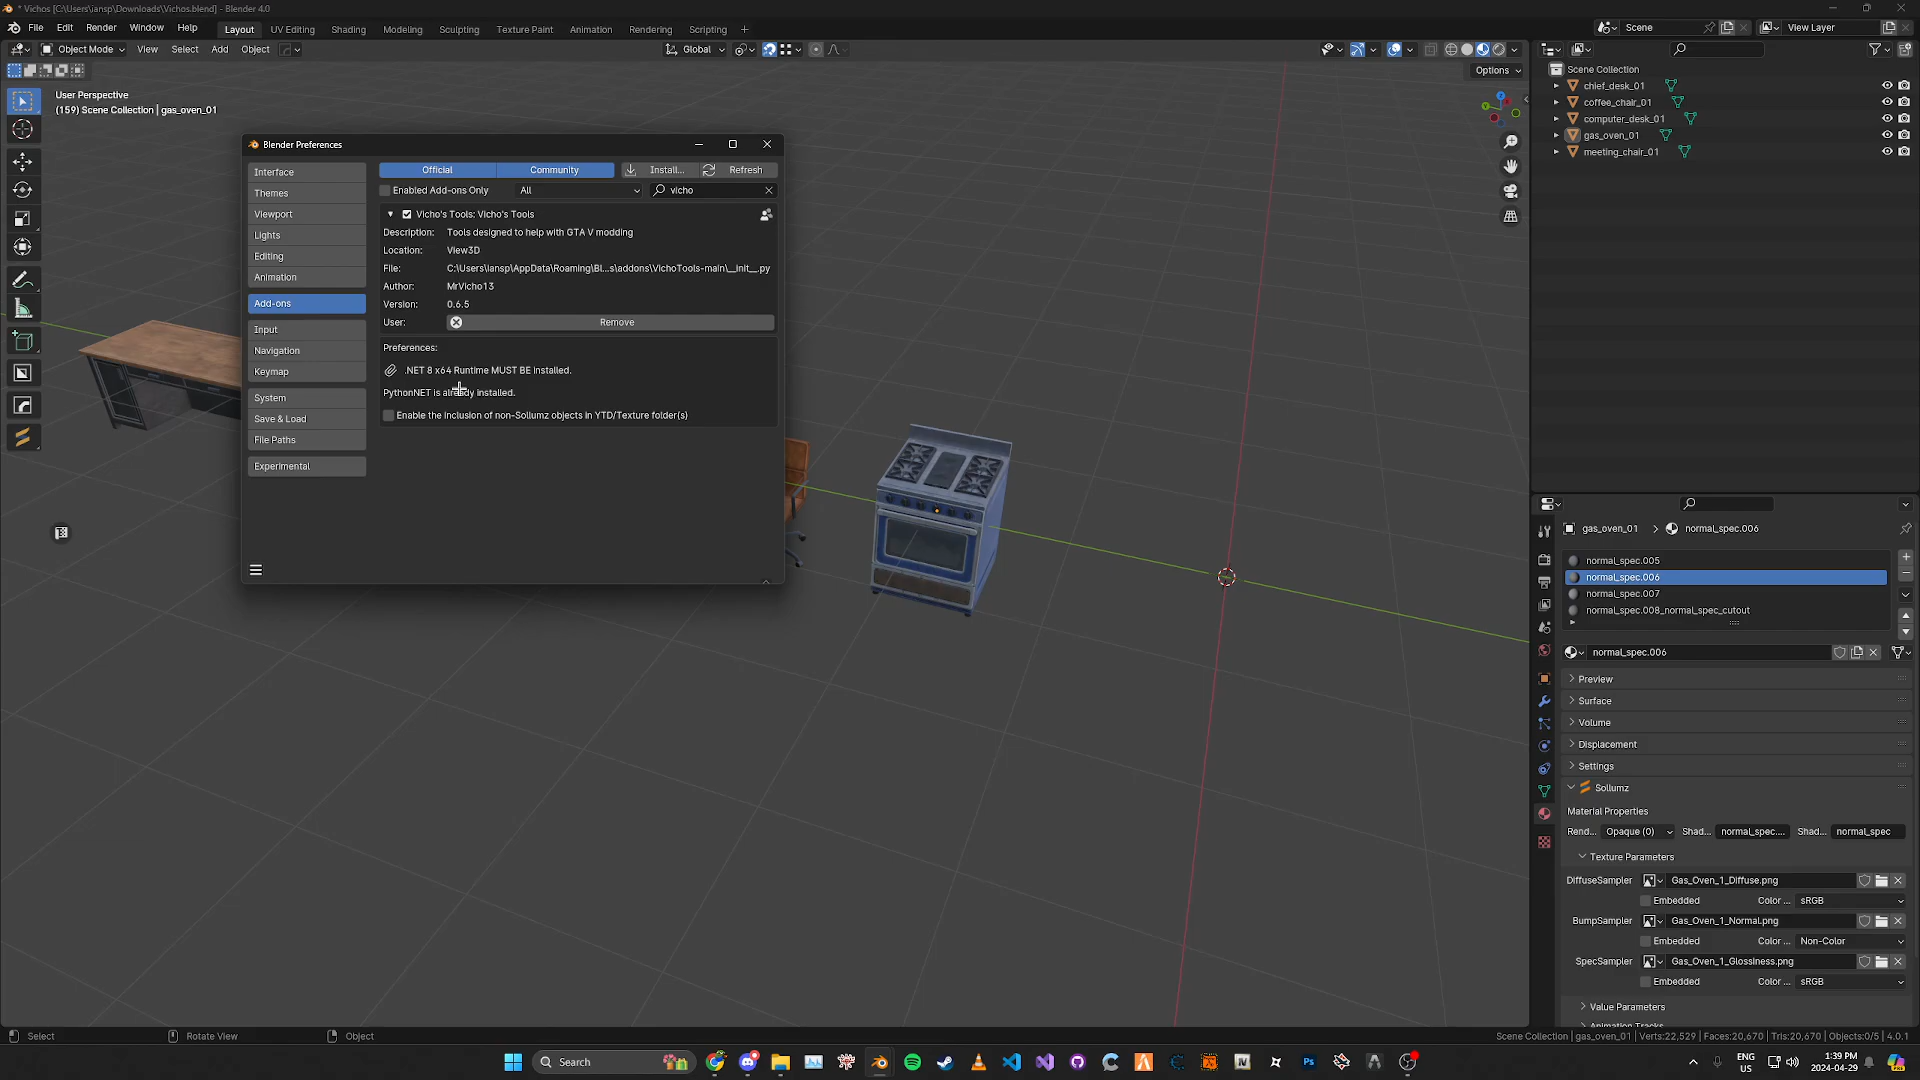 * Vichos [C:\Users\iansp\Downloads\Vichos.blend] - Blender 4.0
File Edit Render Window Help Layout UV Editing Shading Modeling Sculpting Texture Paint Animation Rendering Compositing Scripting + Scene View Layer
Object Mode View Select Add Object Global
Options
User Perspective
(159) Scene Collection | gas_oven_01
Scene Collection
chief_desk_01
coffee_chair_01
computer_desk_01
gas_oven_01
meeting_chair_01
Blender Preferences
Interface
Themes
Viewport
Lights
Editing
Animation
Add-ons
Input
Navigation
Keymap
System
Save & Load
File Paths
Experimental
Official Community Install... Refresh
Enabled Add-ons Only All vicho
Vicho's Tools: Vicho's Tools
Description: Tools designed to help with GTA V modding
Location: View3D
File: C:\Users\iansp\AppData\Roaming\Bl...s\addons\VichoTools-main\__init__.py
Author: MrVicho13
Version: 0.6.5
User: Remove
Preferences:
.NET 8 x64 Runtime MUST BE installed.
PythonNET is already installed.
Enable the inclusion of non-Sollumz objects in YTD/Texture folder(s)
gas_oven_01 > normal_spec.006
normal_spec.005
normal_spec.006
normal_spec.007
normal_spec.008_normal_spec_cutout
normal_spec.006
Preview
Surface
Volume
Displacement
Settings
Sollumz
Material Properties
Rend... Opaque (0) Shad... normal_spec.... Shad... normal_spec
Texture Parameters
DiffuseSampler Gas_Oven_1_Diffuse.png
Embedded Color ... sRGB
BumpSampler Gas_Oven_1_Normal.png
Embedded Color ... Non-Color
SpecSampler Gas_Oven_1_Glossiness.png
Embedded Color ... sRGB
Value Parameters
Animation Tracks
Select Rotate View Object
Scene Collection | gas_oven_01 | Verts:22,529 | Faces:20,670 | Tris:20,670 | Objects:0/5 | 4.0.1
Search
ENG
US
1:39 PM
2024-04-29